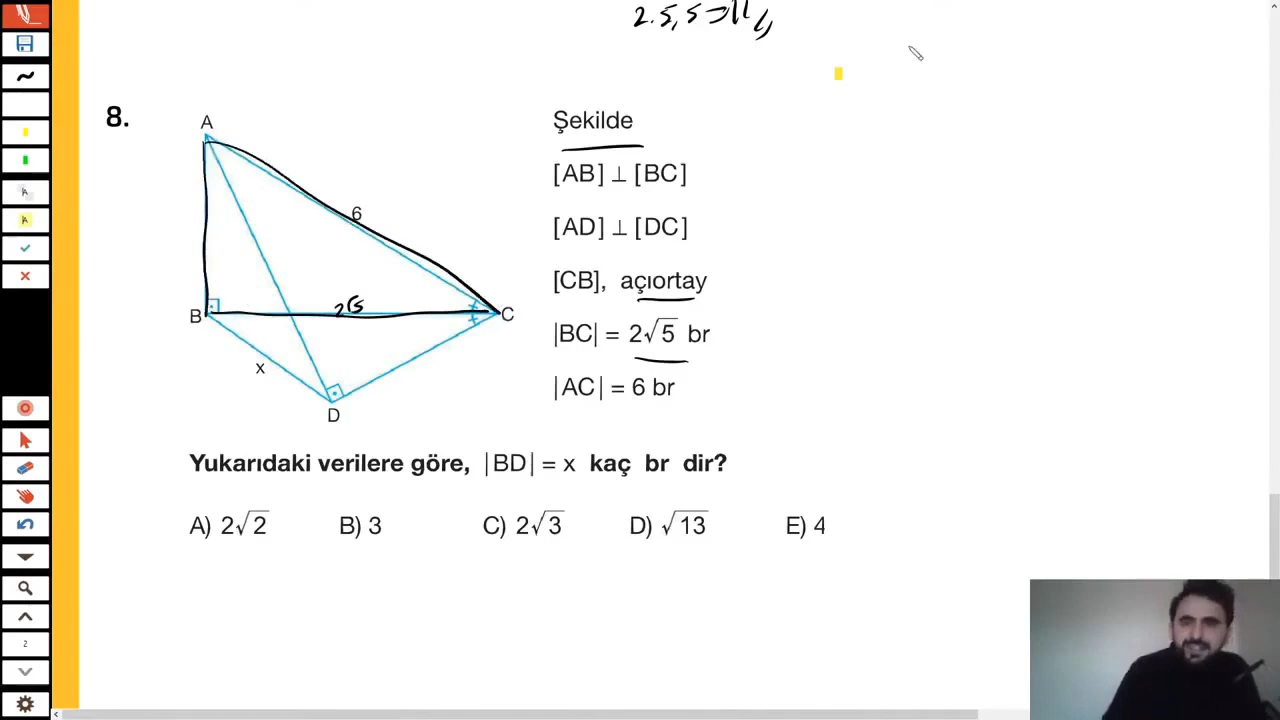 2.5,5=11
8.
A
6
B
2√5
C
x
D
Şekilde
[AB] ⊥ [BC]
[AD] ⊥ [DC]
[CB], açıortay
|BC| = 2√5 br
|AC| = 6 br
Yukarıdaki verilere göre, |BD| = x kaç br dir?
A) 2√2 B) 3 C) 2√3 D) √13 E) 4
2